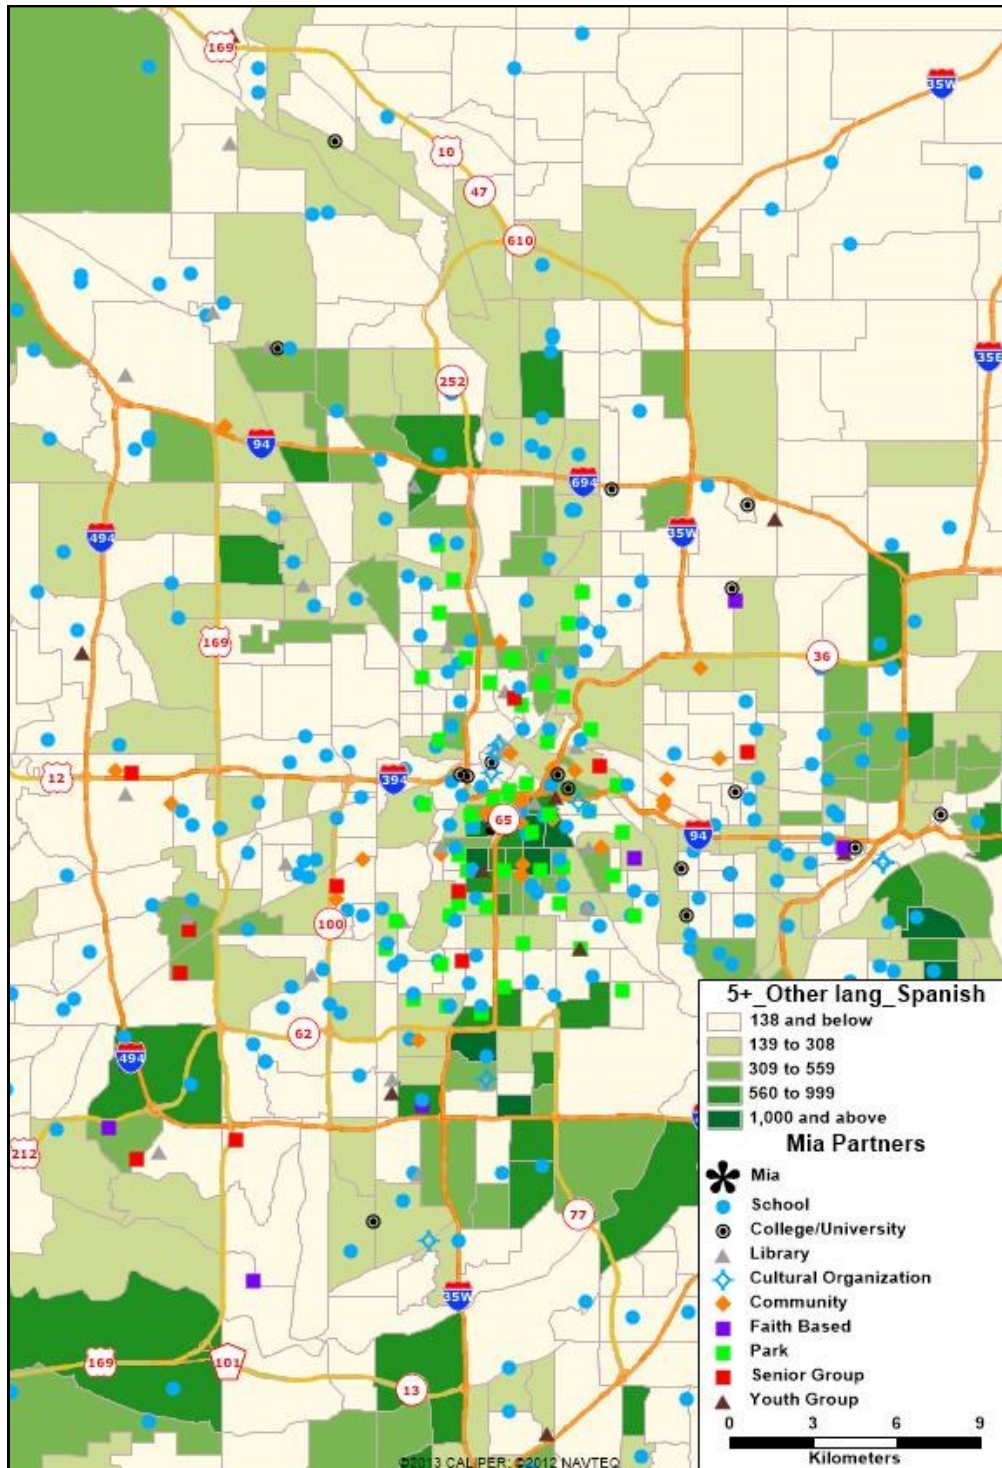 169
35W
10
47
610
35E
252
94
694
494
35W
169
36
12
394
65
94
100
62
494
212
77
35W
169
101
13
5+_Other lang_Spanish
138 and below
139 to 308
309 to 559
560 to 999
1,000 and above
Mia Partners
Mia
School
College/University
Library
Cultural Organization
Community
Faith Based
Park
Senior Group
Youth Group
0 3 6 9
Kilometers
©2013 CALIPER; ©2012 NAVTEQ